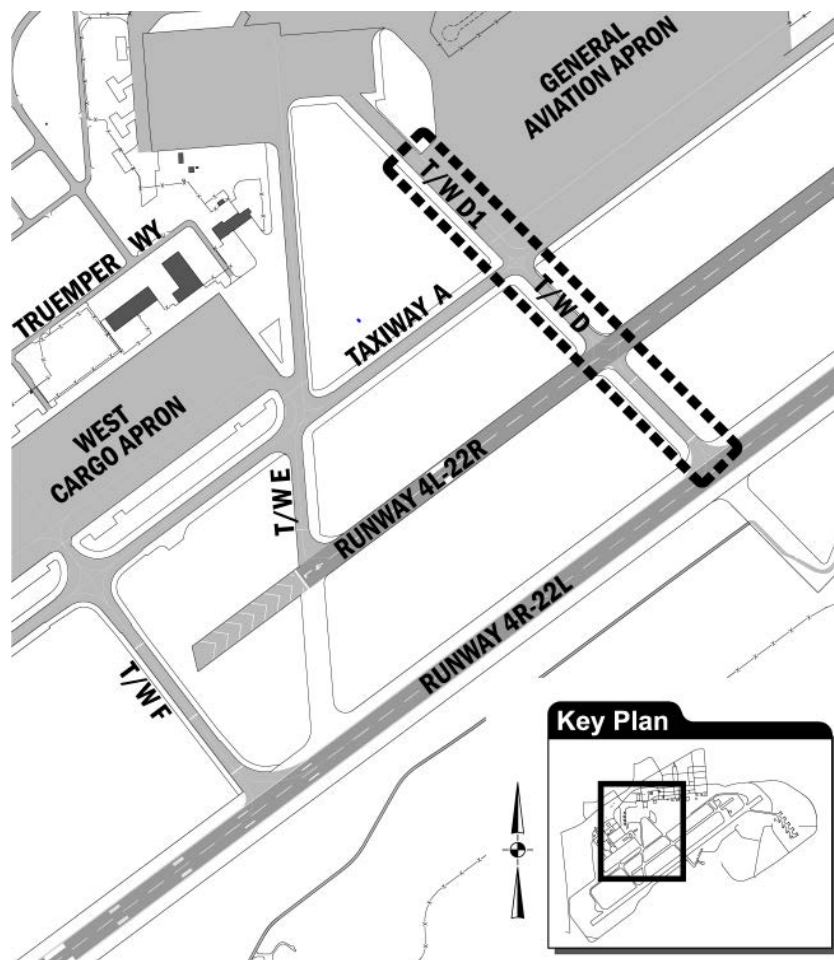 GENERAL
AVIATION APRON
T/W D1
TRUEMPER WY
T/W D
TAXIWAY A
WEST
CARGO APRON
T/W E
RUNWAY 4L-22R
RUNWAY 4R-22L
T/W F
Key Plan